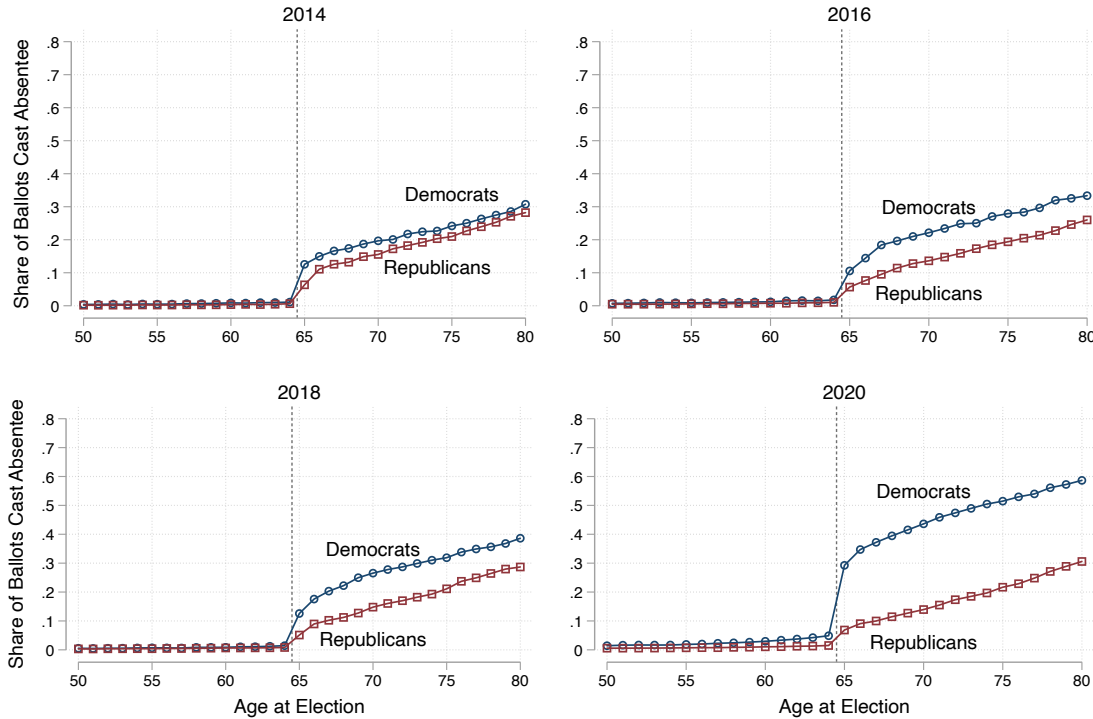 2014
Share of Ballots Cast Absentee
.8
.7
.6
.5
.4
.3
.2
.1
0
Democrats
Republicans
50 55 60 65 70 75 80
2016
.8
.7
.6
.5
.4
.3
.2
.1
0
Democrats
Republicans
50 55 60 65 70 75 80
2018
Share of Ballots Cast Absentee
.8
.7
.6
.5
.4
.3
.2
.1
0
Democrats
Republicans
50 55 60 65 70 75 80
Age at Election
2020
.8
.7
.6
.5
.4
.3
.2
.1
0
Democrats
Republicans
50 55 60 65 70 75 80
Age at Election